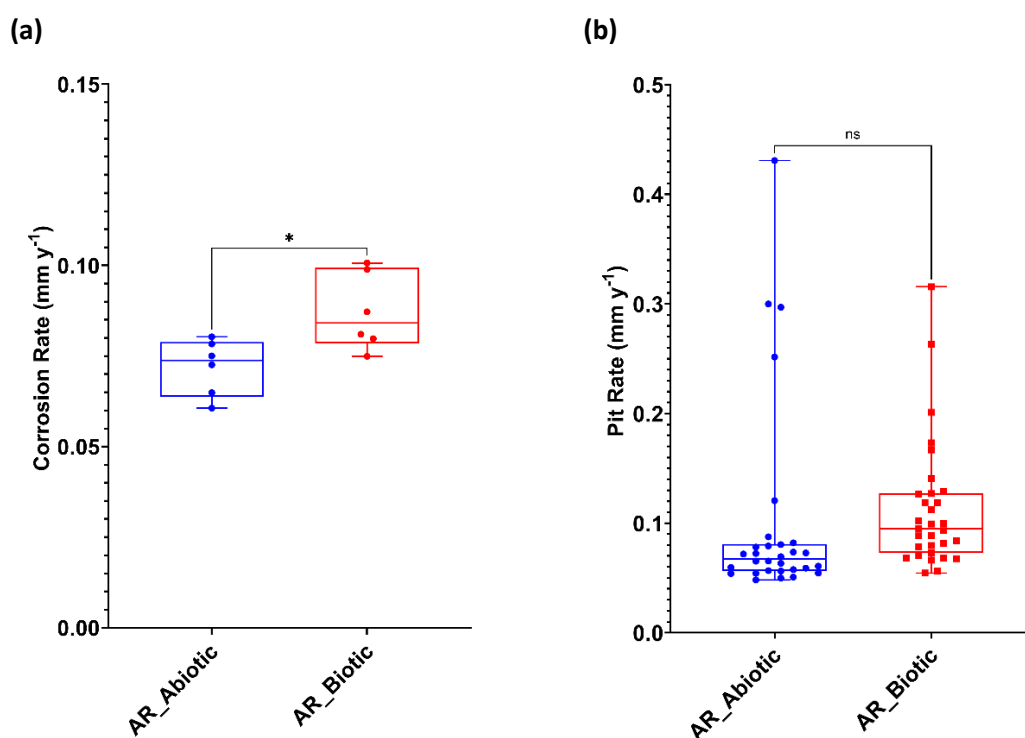 (a)
Corrosion Rate (mm y⁻¹)
0.15
0.10
0.05
0.00
*
AR_Abiotic
AR_Biotic
(b)
Pit Rate (mm y⁻¹)
0.5
0.4
0.3
0.2
0.1
0.0
ns
AR_Abiotic
AR_Biotic